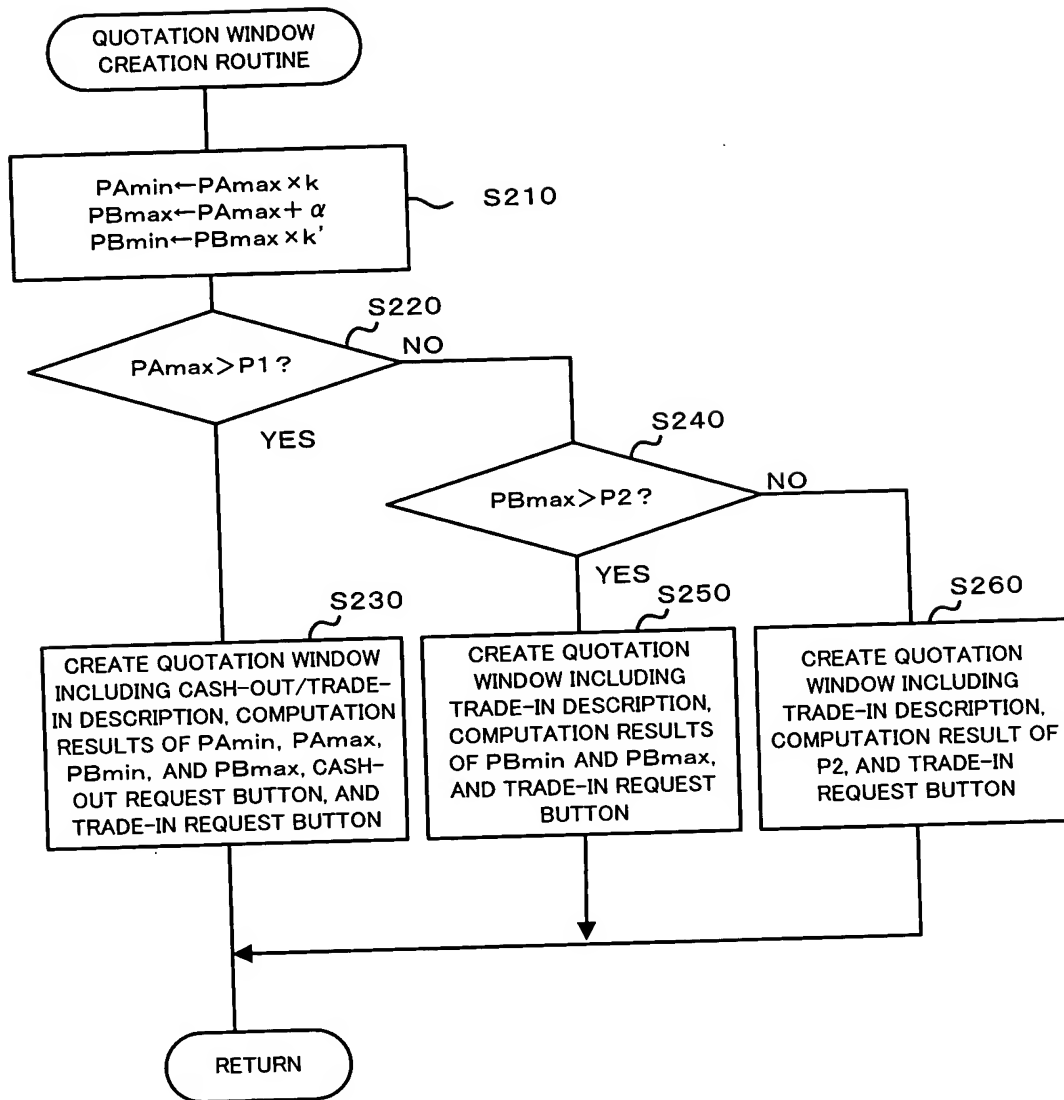 QUOTATION WINDOW
CREATION ROUTINE
PAmin←PAmax×k
PBmax←PAmax+ α
PBmin←PBmax×k'
S210
S220
PAmax>P1?
NO
YES
S240
PBmax>P2?
NO
YES
S230
CREATE QUOTATION WINDOW
INCLUDING CASH-OUT/TRADE-
IN DESCRIPTION, COMPUTATION
RESULTS OF PAmin, PAmax,
PBmin, AND PBmax, CASH-
OUT REQUEST BUTTON, AND
TRADE-IN REQUEST BUTTON
S250
CREATE QUOTATION
WINDOW INCLUDING
TRADE-IN DESCRIPTION,
COMPUTATION RESULTS
OF PBmin AND PBmax,
AND TRADE-IN REQUEST
BUTTON
S260
CREATE QUOTATION
WINDOW INCLUDING
TRADE-IN DESCRIPTION,
COMPUTATION RESULT OF
P2, AND TRADE-IN
REQUEST BUTTON
RETURN